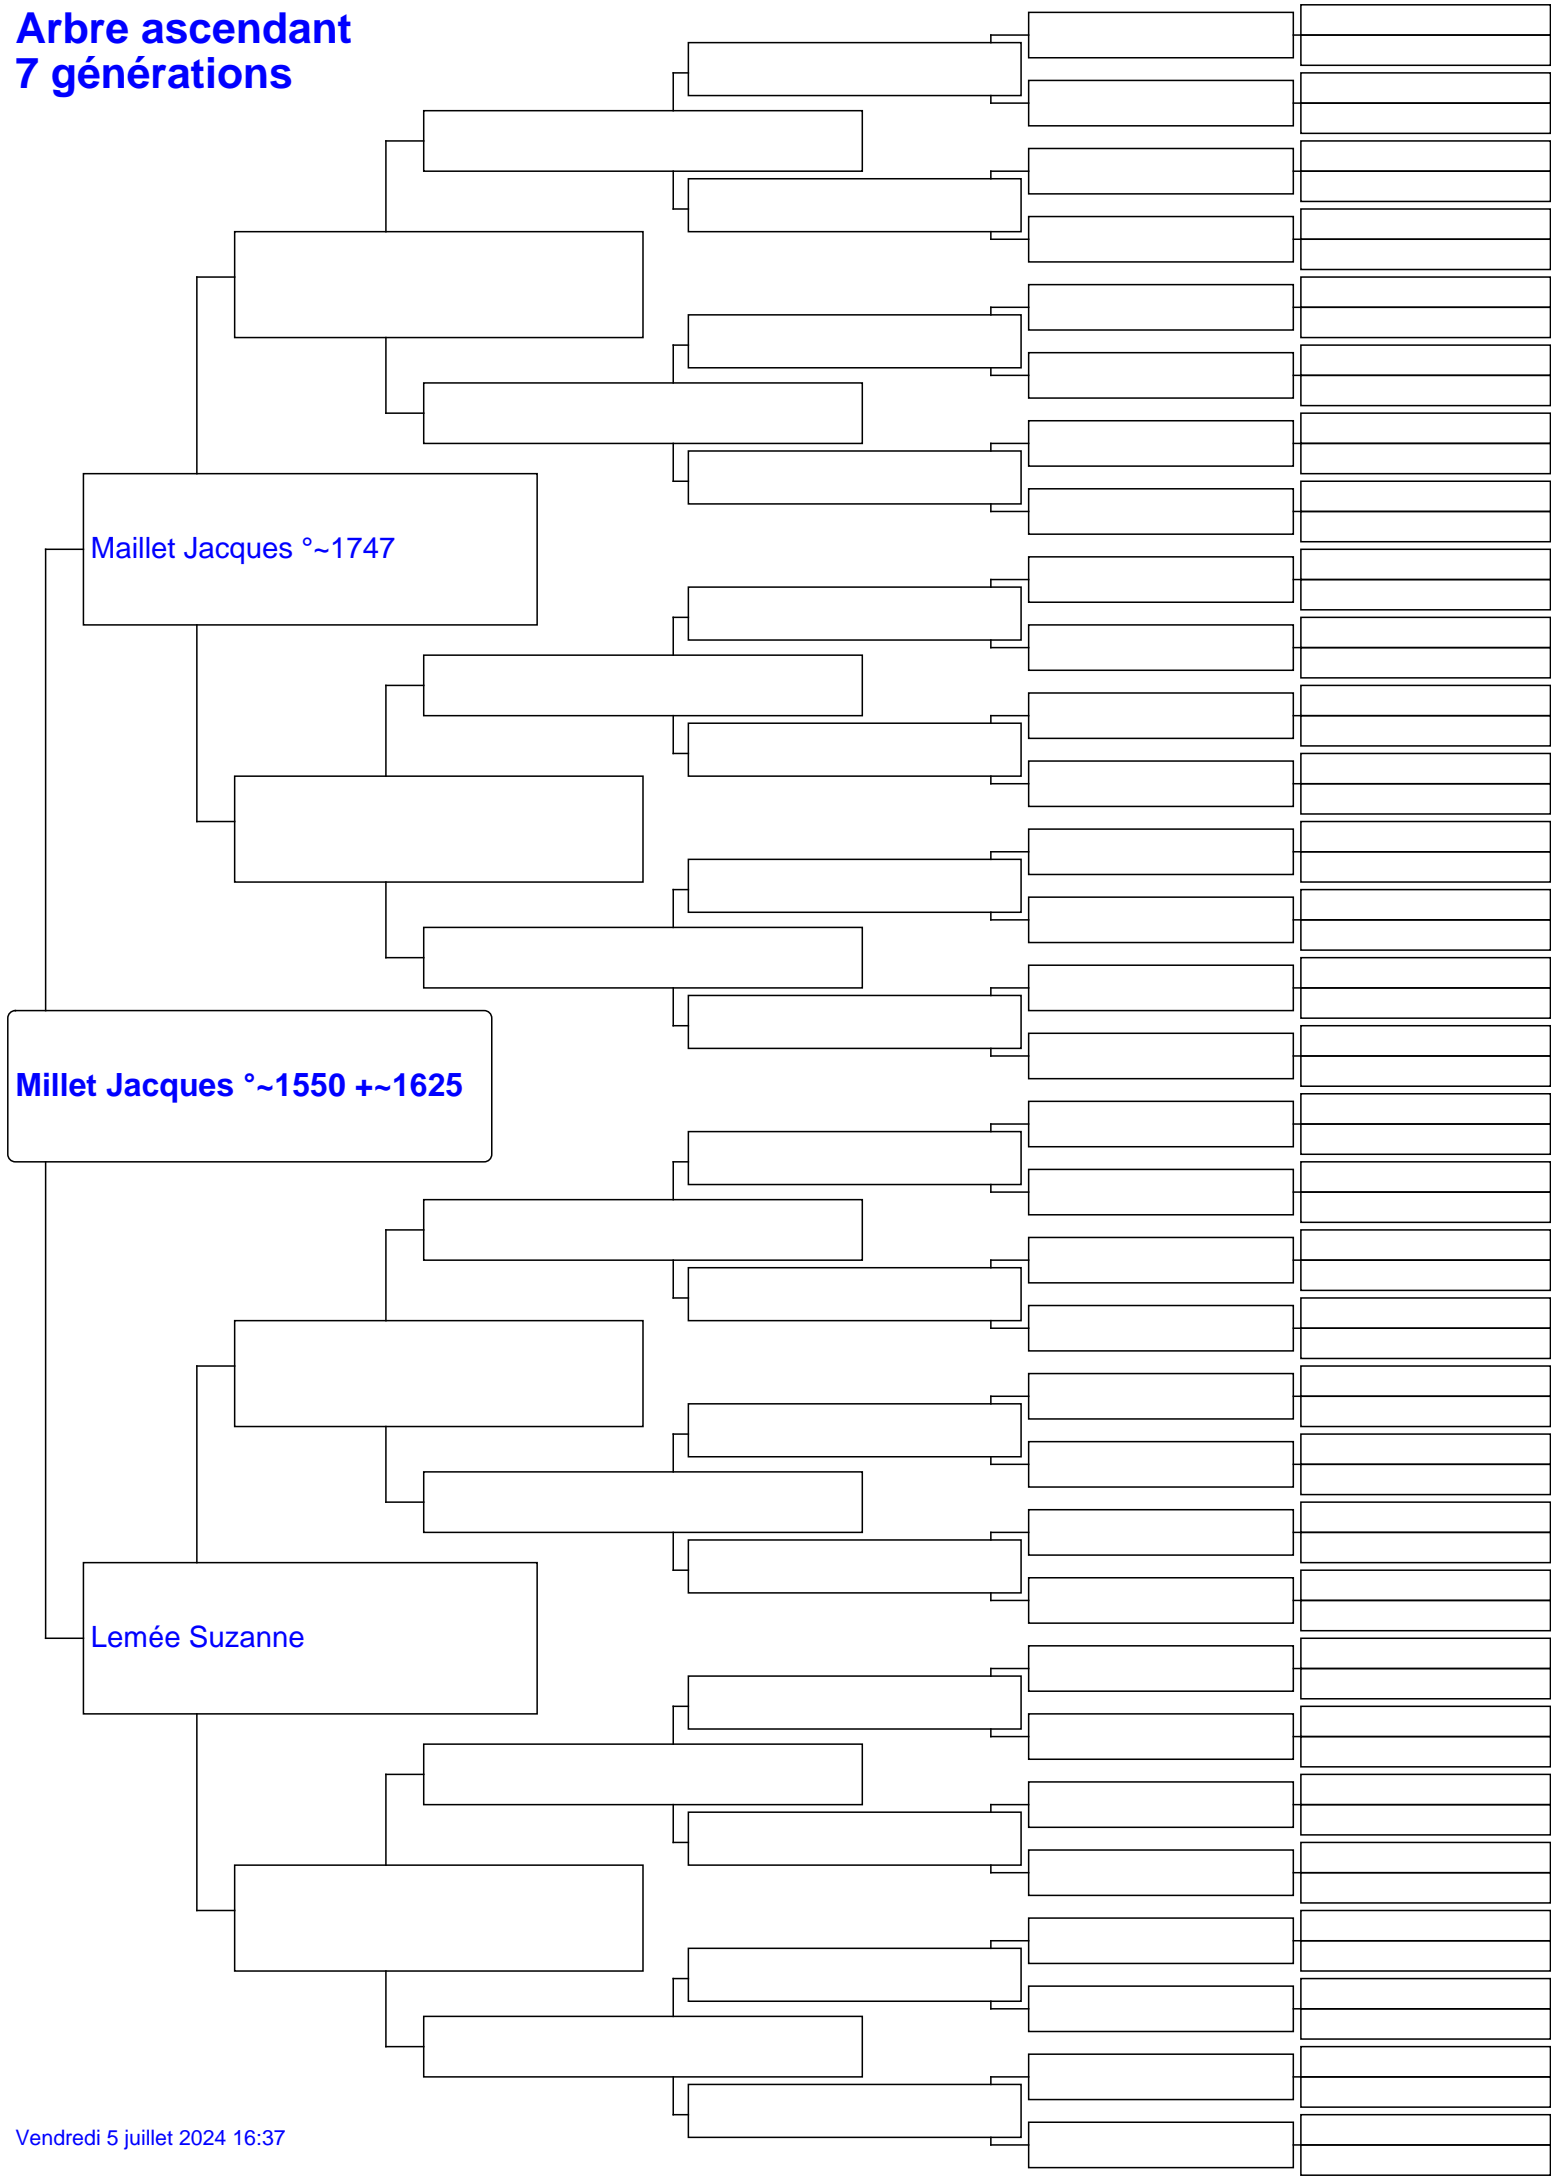 Arbre ascendant
7 générations
Maillet Jacques °~1747
Millet Jacques °~1550 +~1625
Lemée Suzanne
Vendredi 5 juillet 2024 16:37